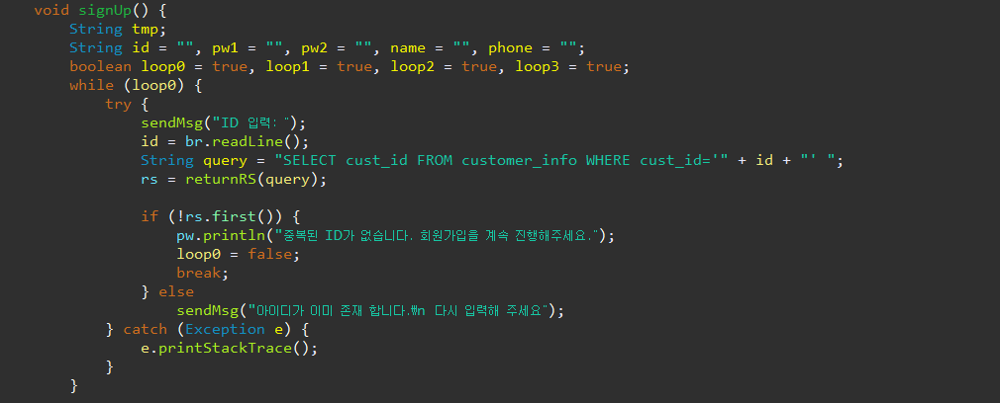 void signUp() {
String tmp;
String id = "", pw1 = "", pw2 = "", name = "", phone = "";
boolean loop0 = true, loop1 = true, loop2 = true, loop3 = true;
while (loop0) {
try {
sendMsg("ID 입력: ");
id = br.readLine();
String query = "SELECT cust_id FROM customer_info WHERE cust_id='" + id + "' ";
rs = returnRS(query);
if (!rs.first()) {
pw.println("중복된 ID가 없습니다. 회원가입을 계속 진행해주세요.");
loop0 = false;
break;
} else
sendMsg("아이디가 이미 존재 합니다.₩n 다시 입력해 주세요");
} catch (Exception e) {
e.printStackTrace();
}
}